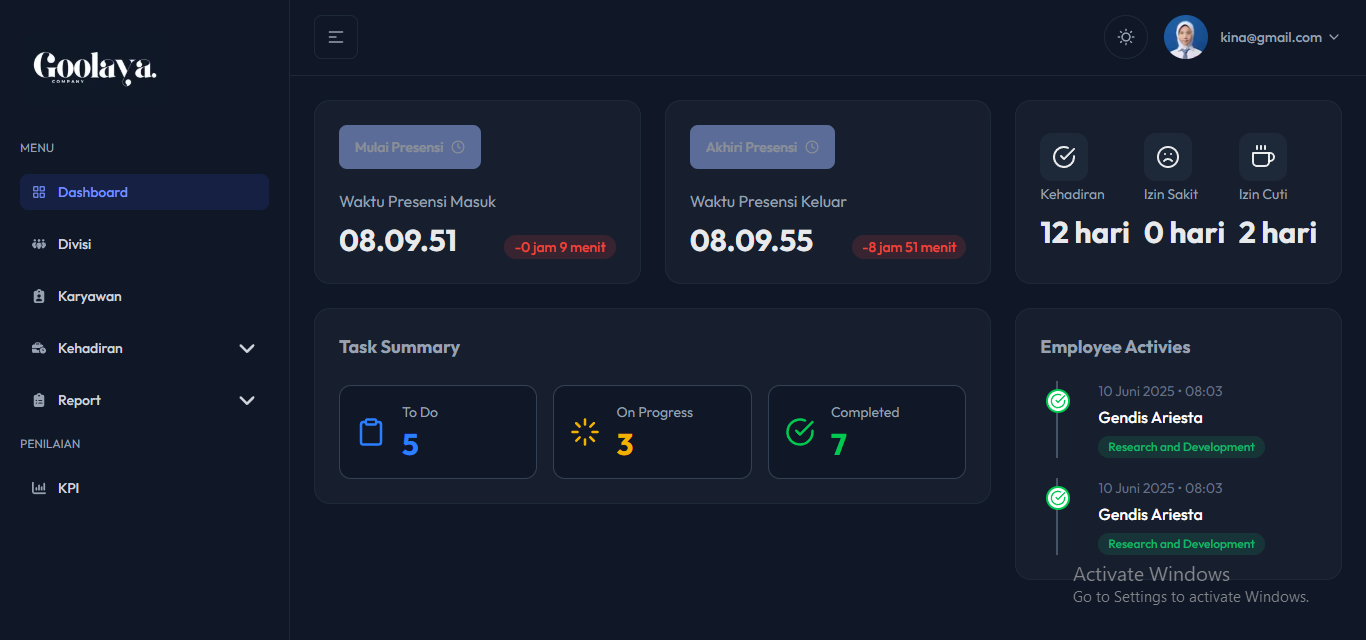 Goolaya.
COMPANY
MENU
Dashboard
Divisi
Karyawan
Kehadiran
Report
PENILAIAN
KPI
kina@gmail.com
Mulai Presensi
Waktu Presensi Masuk
08.09.51
-0 jam 9 menit
Akhiri Presensi
Waktu Presensi Keluar
08.09.55
-8 jam 51 menit
Kehadiran
12 hari
Izin Sakit
0 hari
Izin Cuti
2 hari
Task Summary
To Do
5
On Progress
3
Completed
7
Employee Activies
10 Juni 2025 • 08:03
Gendis Ariesta
Research and Development
10 Juni 2025 • 08:03
Gendis Ariesta
Research and Development
Activate Windows
Go to Settings to activate Windows.